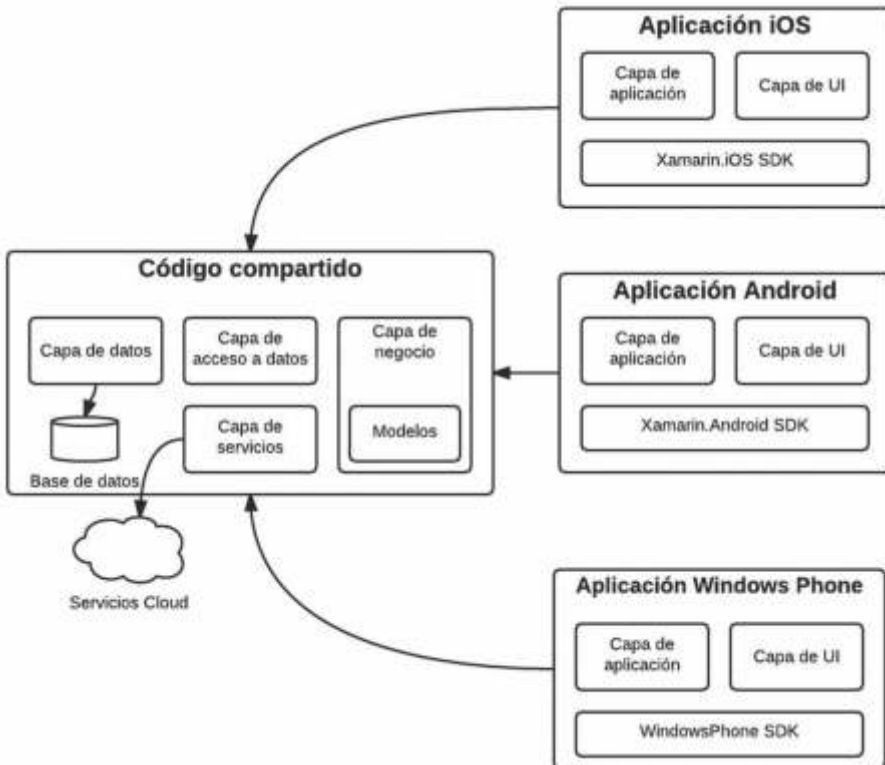 Aplicación iOS
Capa de
aplicación
Capa de UI
Xamarin.iOS SDK
Código compartido
Capa de datos
Capa de
acceso a datos
Capa de
negocio
Base de datos
Capa de
servicios
Modelos
Servicios Cloud
Aplicación Android
Capa de
aplicación
Capa de UI
Xamarin.Android SDK
Aplicación Windows Phone
Capa de
aplicación
Capa de UI
WindowsPhone SDK